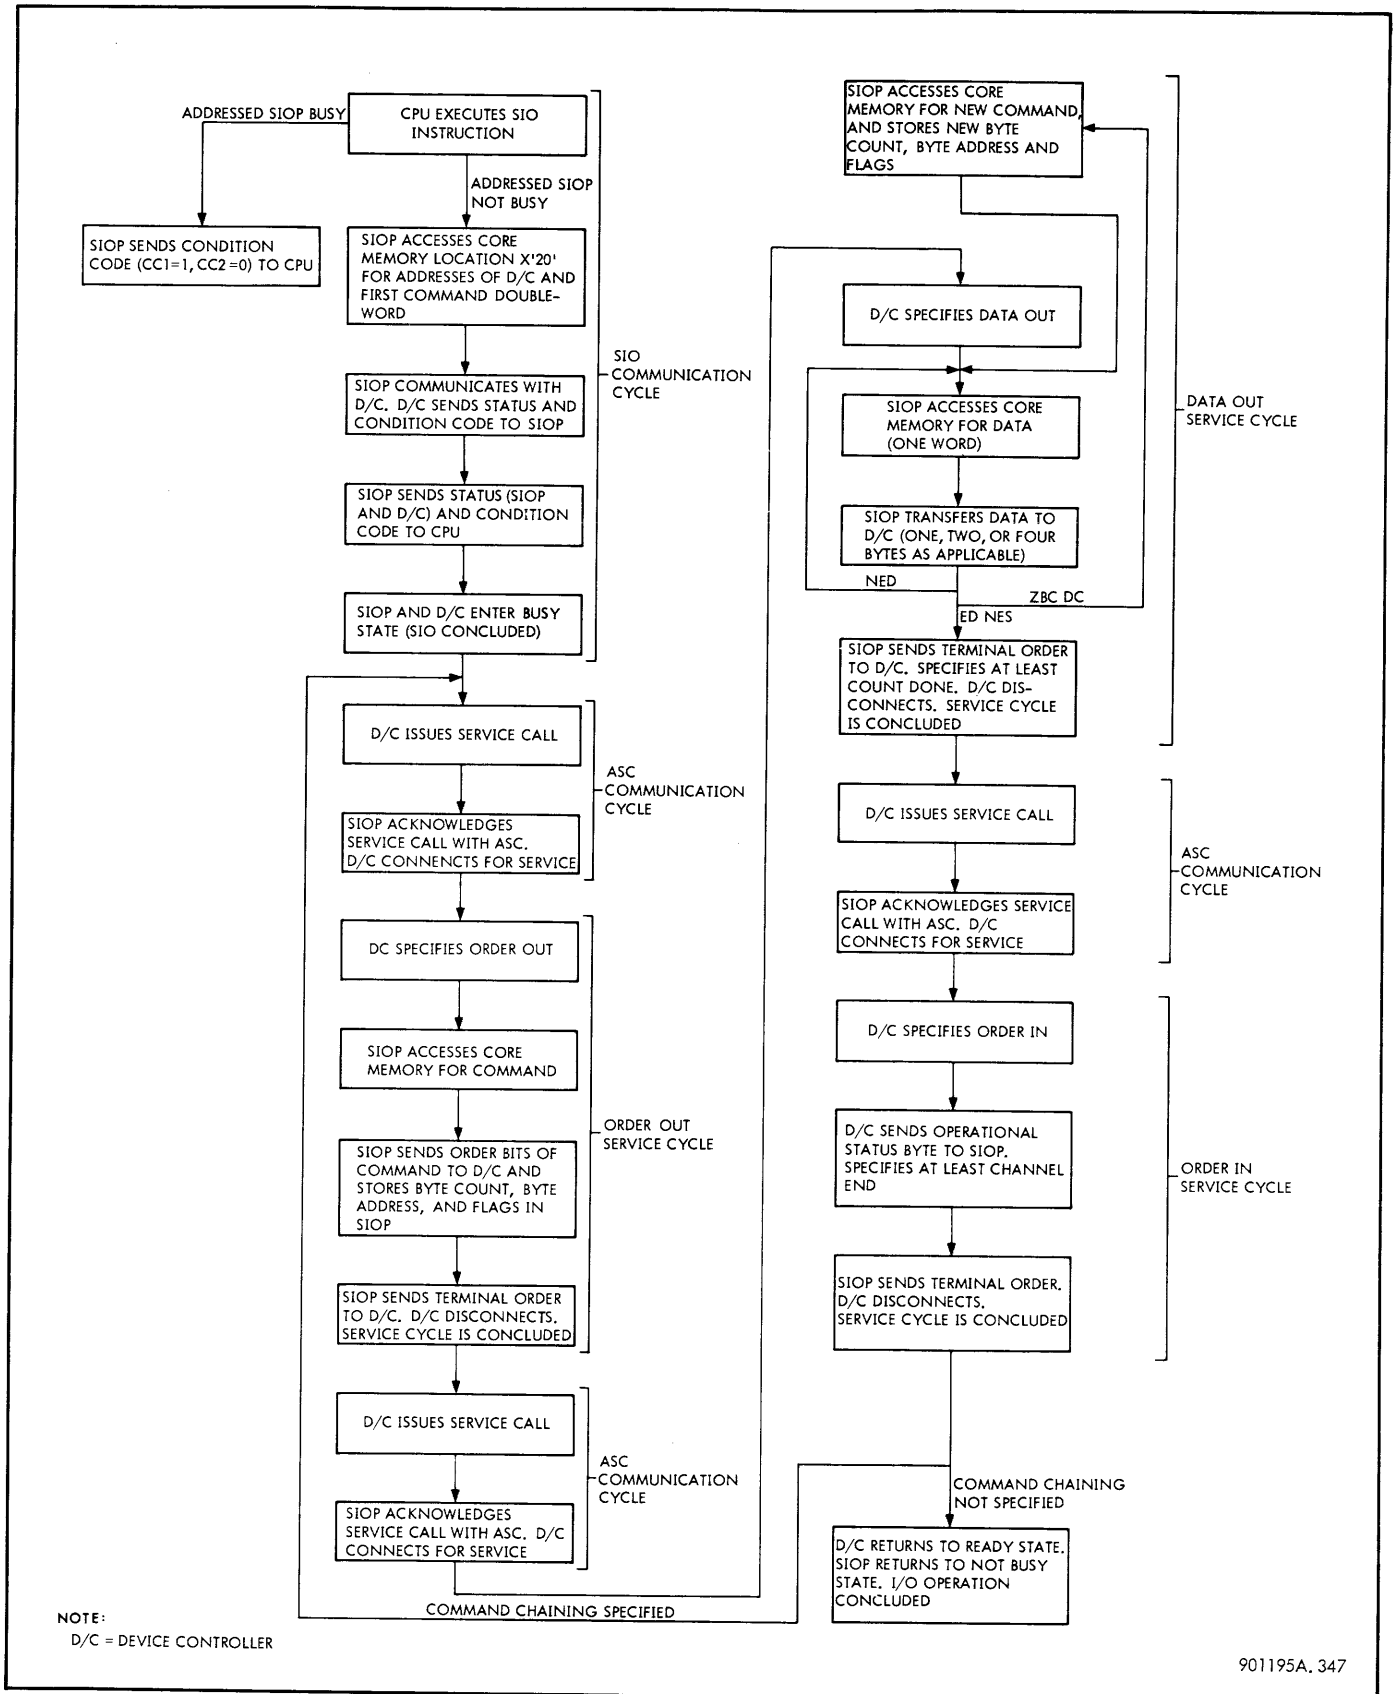 ADDRESSED SIOP BUSY
CPU EXECUTES SIO
INSTRUCTION
ADDRESSED SIOP
NOT BUSY
SIOP SENDS CONDITION
CODE (CC1=1, CC2=0) TO CPU
SIOP ACCESSES CORE
MEMORY LOCATION X'20'
FOR ADDRESSES OF D/C AND
FIRST COMMAND DOUBLE-
WORD
SIOP COMMUNICATES WITH
D/C. D/C SENDS STATUS AND
CONDITION CODE TO SIOP
SIOP SENDS STATUS (SIOP
AND D/C) AND CONDITION
CODE TO CPU
SIOP AND D/C ENTER BUSY
STATE (SIO CONCLUDED)
SIO
COMMUNICATION
CYCLE
D/C ISSUES SERVICE CALL
SIOP ACKNOWLEDGES
SERVICE CALL WITH ASC.
D/C CONNENCTS FOR SERVICE
ASC
COMMUNICATION
CYCLE
DC SPECIFIES ORDER OUT
SIOP ACCESSES CORE
MEMORY FOR COMMAND
SIOP SENDS ORDER BITS OF
COMMAND TO D/C AND
STORES BYTE COUNT, BYTE
ADDRESS, AND FLAGS IN
SIOP
SIOP SENDS TERMINAL ORDER
TO D/C. D/C DISCONNECTS.
SERVICE CYCLE IS CONCLUDED
ORDER OUT
SERVICE CYCLE
D/C ISSUES SERVICE CALL
SIOP ACKNOWLEDGES
SERVICE CALL WITH ASC. D/C
CONNECTS FOR SERVICE
ASC
COMMUNICATION
CYCLE
COMMAND CHAINING SPECIFIED
SIOP ACCESSES CORE
MEMORY FOR NEW COMMAND,
AND STORES NEW BYTE
COUNT, BYTE ADDRESS AND
FLAGS
D/C SPECIFIES DATA OUT
SIOP ACCESSES CORE
MEMORY FOR DATA
(ONE WORD)
SIOP TRANSFERS DATA TO
D/C (ONE, TWO, OR FOUR
BYTES AS APPLICABLE)
NED
ZBC DC
ED NES
SIOP SENDS TERMINAL ORDER
TO D/C. SPECIFIES AT LEAST
COUNT DONE. D/C DIS-
CONNECTS. SERVICE CYCLE
IS CONCLUDED
DATA OUT
SERVICE CYCLE
D/C ISSUES SERVICE CALL
SIOP ACKNOWLEDGES SERVICE
CALL WITH ASC. D/C
CONNECTS FOR SERVICE
ASC
COMMUNICATION
CYCLE
D/C SPECIFIES ORDER IN
D/C SENDS OPERATIONAL
STATUS BYTE TO SIOP.
SPECIFIES AT LEAST CHANNEL
END
SIOP SENDS TERMINAL ORDER.
D/C DISCONNECTS.
SERVICE CYCLE IS CONCLUDED
ORDER IN
SERVICE CYCLE
COMMAND CHAINING
NOT SPECIFIED
D/C RETURNS TO READY STATE.
SIOP RETURNS TO NOT BUSY
STATE. I/O OPERATION
CONCLUDED
NOTE:
D/C = DEVICE CONTROLLER
901195A. 347